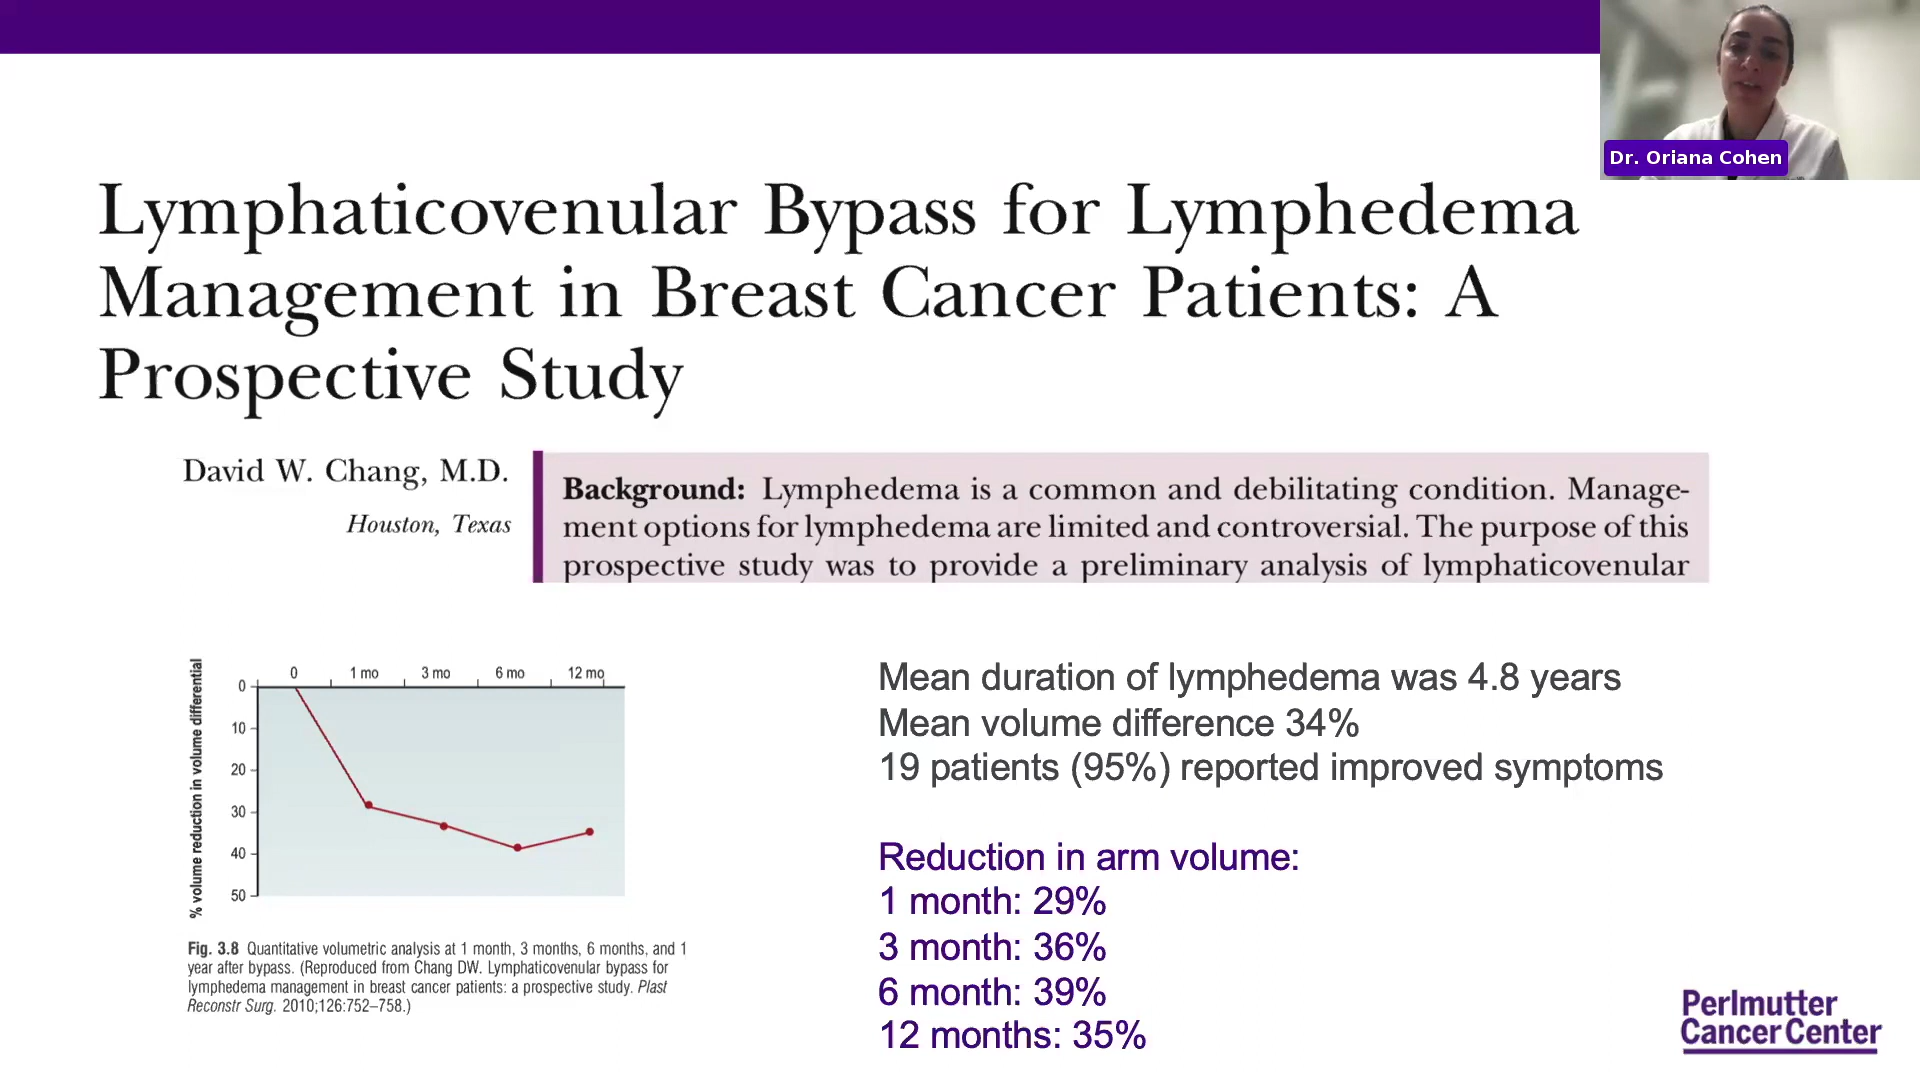 Dr. Oriana Cohen
Lymphaticovenular Bypass for Lymphedema
Management in Breast Cancer Patients: A
Prospective Study
David W. Chang, M.D.
Houston, Texas
Background: Lymphedema is a common and debilitating condition. Manage-
ment options for lymphedema are limited and controversial. The purpose of this
prospective study was to provide a preliminary analysis of lymphaticovenular
% volume reduction in volume differential
0 1 mo 3 mo 6 mo 12 mo
0
10
20
30
40
50
Fig. 3.8 Quantitative volumetric analysis at 1 month, 3 months, 6 months, and 1
year after bypass. (Reproduced from Chang DW. Lymphaticovenular bypass for
lymphedema management in breast cancer patients: a prospective study. Plast
Reconstr Surg. 2010;126:752–758.)
Mean duration of lymphedema was 4.8 years
Mean volume difference 34%
19 patients (95%) reported improved symptoms
Reduction in arm volume:
1 month: 29%
3 month: 36%
6 month: 39%
12 months: 35%
Perlmutter
Cancer Center